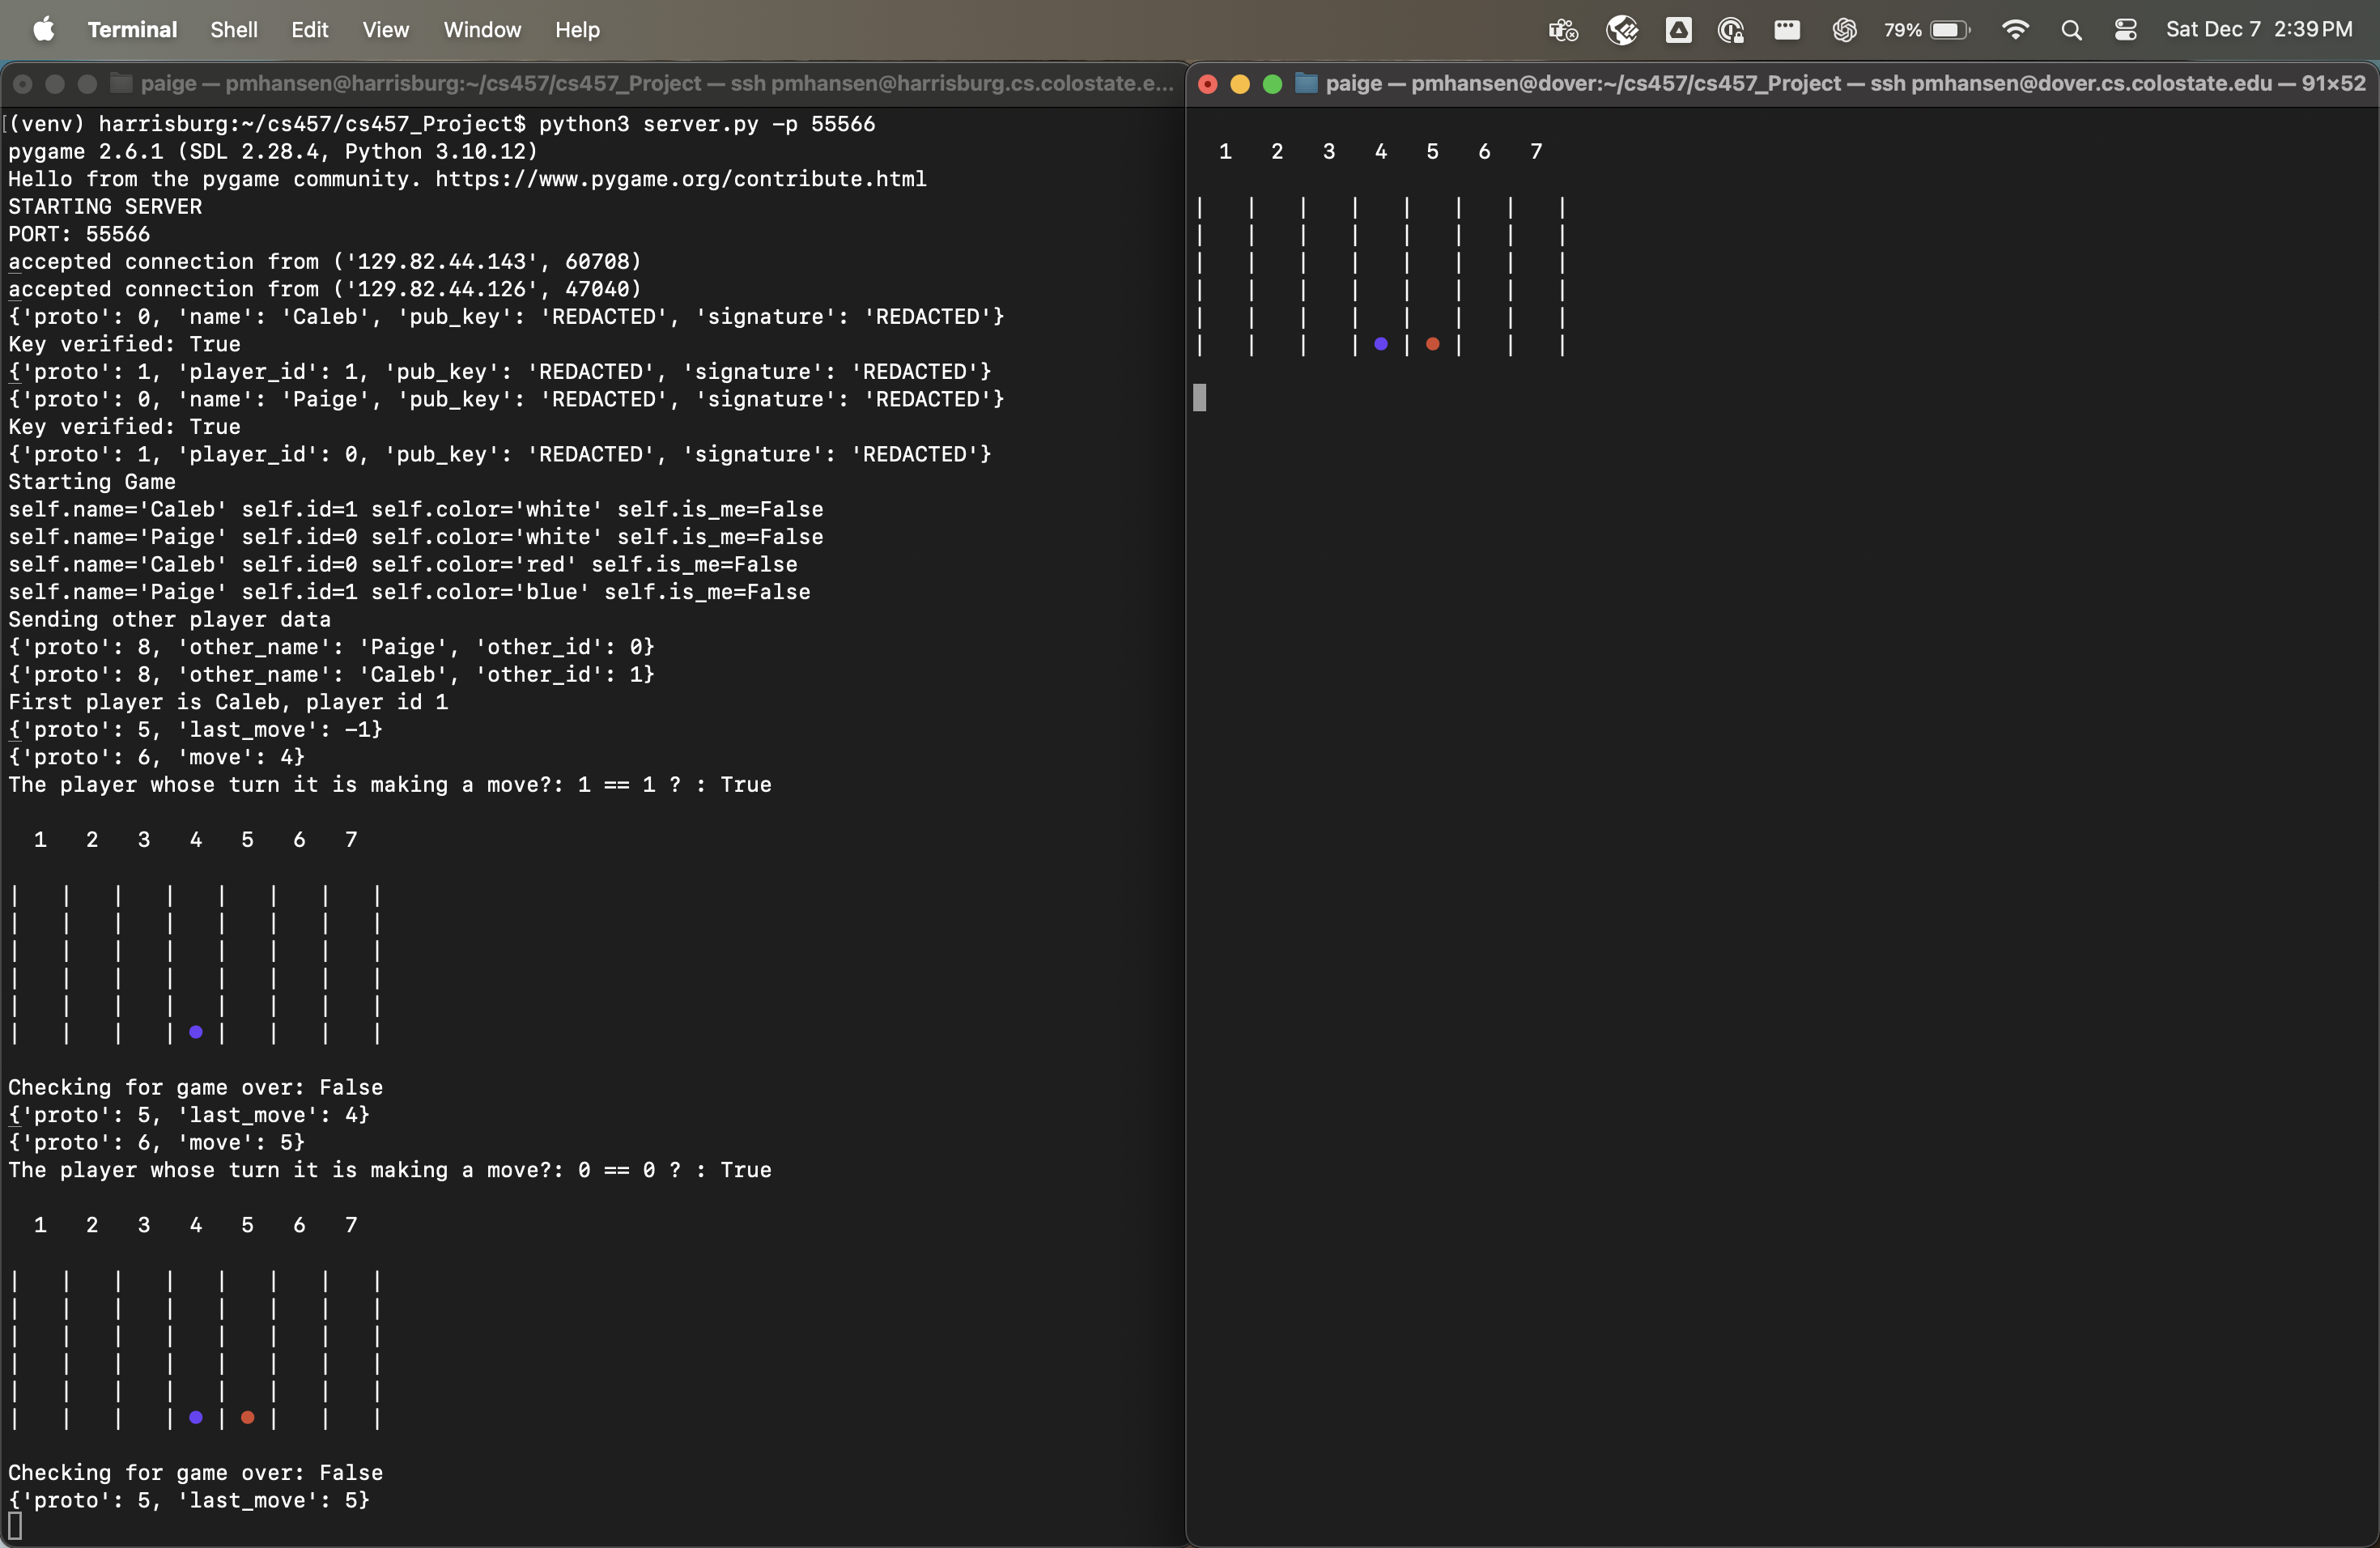 Terminal Shell Edit View Window Help 79% Sat Dec 7 2:39 PM
paige — pmhansen@harrisburg:~/cs457/cs457_Project — ssh pmhansen@harrisburg.cs.colostate.e...
(venv) harrisburg:~/cs457/cs457_Project$ python3 server.py -p 55566
pygame 2.6.1 (SDL 2.28.4, Python 3.10.12)
Hello from the pygame community. https://www.pygame.org/contribute.html
STARTING SERVER
PORT: 55566
accepted connection from ('129.82.44.143', 60708)
accepted connection from ('129.82.44.126', 47040)
{'proto': 0, 'name': 'Caleb', 'pub_key': 'REDACTED', 'signature': 'REDACTED'}
Key verified: True
{'proto': 1, 'player_id': 1, 'pub_key': 'REDACTED', 'signature': 'REDACTED'}
{'proto': 0, 'name': 'Paige', 'pub_key': 'REDACTED', 'signature': 'REDACTED'}
Key verified: True
{'proto': 1, 'player_id': 0, 'pub_key': 'REDACTED', 'signature': 'REDACTED'}
Starting Game
self.name='Caleb' self.id=1 self.color='white' self.is_me=False
self.name='Paige' self.id=0 self.color='white' self.is_me=False
self.name='Caleb' self.id=0 self.color='red' self.is_me=False
self.name='Paige' self.id=1 self.color='blue' self.is_me=False
Sending other player data
{'proto': 8, 'other_name': 'Paige', 'other_id': 0}
{'proto': 8, 'other_name': 'Caleb', 'other_id': 1}
First player is Caleb, player id 1
{'proto': 5, 'last_move': -1}
{'proto': 6, 'move': 4}
The player whose turn it is making a move?: 1 == 1 ? : True
1 2 3 4 5 6 7
| | | | | | | |
| | | | | | | |
| | | | | | | |
| | | | | | | |
| | | | | | | |
| | | | ● | | | |
Checking for game over: False
{'proto': 5, 'last_move': 4}
{'proto': 6, 'move': 5}
The player whose turn it is making a move?: 0 == 0 ? : True
1 2 3 4 5 6 7
| | | | | | | |
| | | | | | | |
| | | | | | | |
| | | | | | | |
| | | | | | | |
| | | | ● | ● | | |
Checking for game over: False
{'proto': 5, 'last_move': 5}
paige — pmhansen@dover:~/cs457/cs457_Project — ssh pmhansen@dover.cs.colostate.edu — 91×52
1 2 3 4 5 6 7
| | | | | | | |
| | | | | | | |
| | | | | | | |
| | | | | | | |
| | | | | | | |
| | | | ● | ● | | |